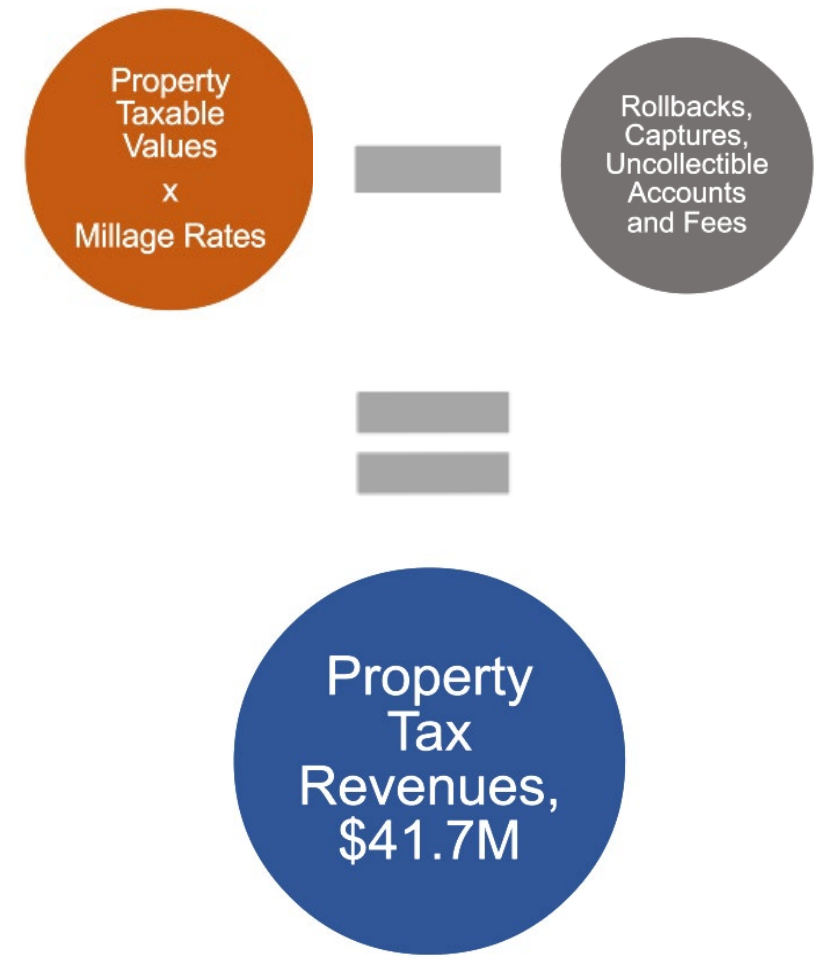 Property
Taxable
Values
x
Millage Rates
Rollbacks,
Captures,
Uncollectible
Accounts
and Fees
Property
Tax
Revenues,
$41.7M